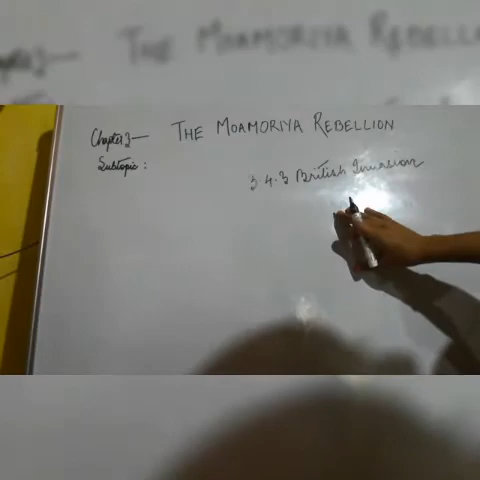 Chapter 3 — THE MOAMORIYA REBELLION
Subtopic :
3.4.3 British Invasion